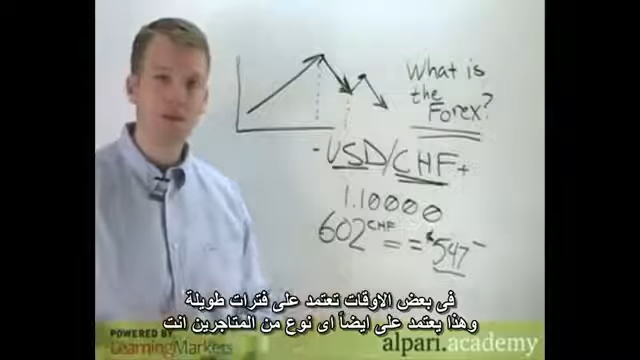 What is
the
Forex?
-USD/CHF+
1.10000
602 CHF = = $547-
فى بعض الاوقات تعتمد على فترات طويلة
وهذا يعتمد على ايضاً اى نوع من المتاجرين انت
POWERED BY
LearningMarkets
alpari.academy